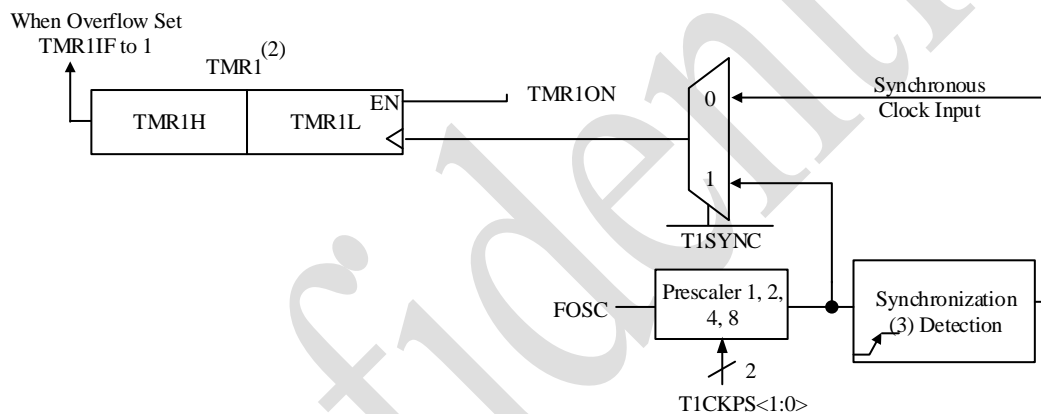 When Overflow Set
TMR1IF to 1
TMR1(2)
EN
TMR1H
TMR1L
TMR1ON
0
Synchronous
Clock Input
1
T1SYNC
FOSC
Prescaler 1, 2,
4, 8
Synchronization
(3) Detection
2
T1CKPS<1:0>